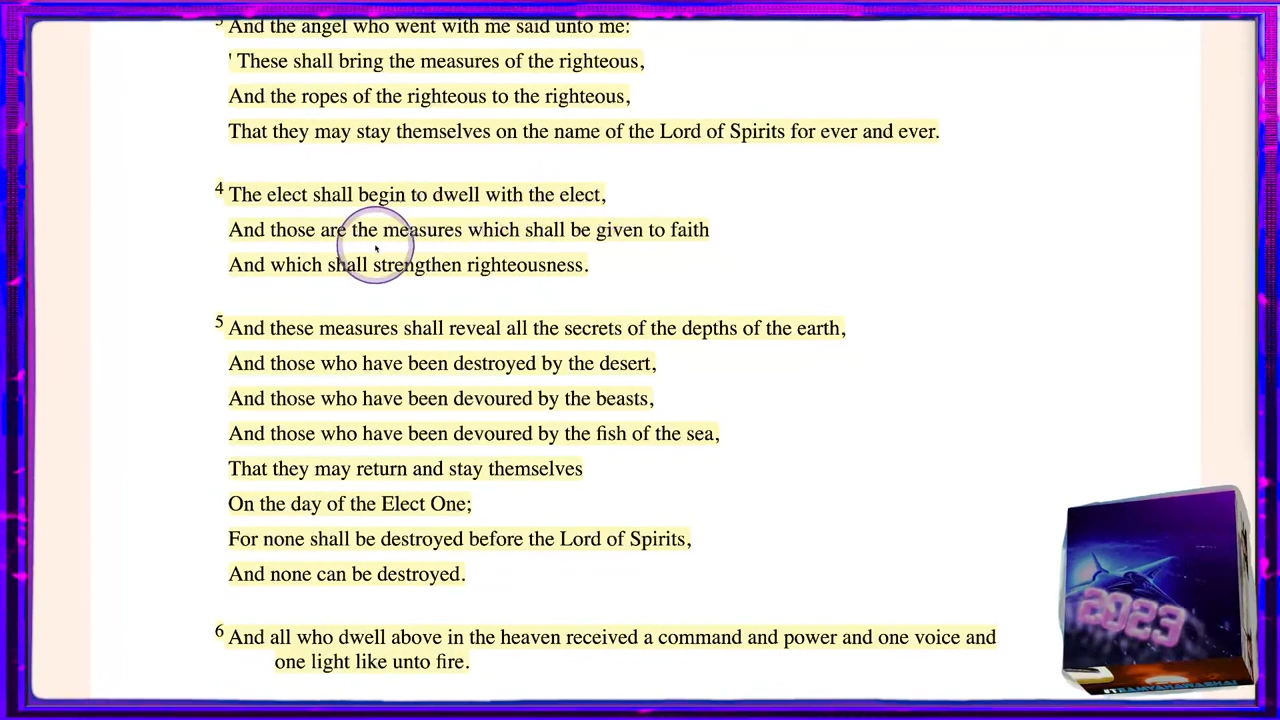 And the angel who went with me said unto me:
' These shall bring the measures of the righteous,
And the ropes of the righteous to the righteous,
That they may stay themselves on the name of the Lord of Spirits for ever and ever.
4 The elect shall begin to dwell with the elect,
And those are the measures which shall be given to faith
And which shall strengthen righteousness.
5 And these measures shall reveal all the secrets of the depths of the earth,
And those who have been destroyed by the desert,
And those who have been devoured by the beasts,
And those who have been devoured by the fish of the sea,
That they may return and stay themselves
On the day of the Elect One;
For none shall be destroyed before the Lord of Spirits,
And none can be destroyed.
6 And all who dwell above in the heaven received a command and power and one voice and
one light like unto fire.
2023